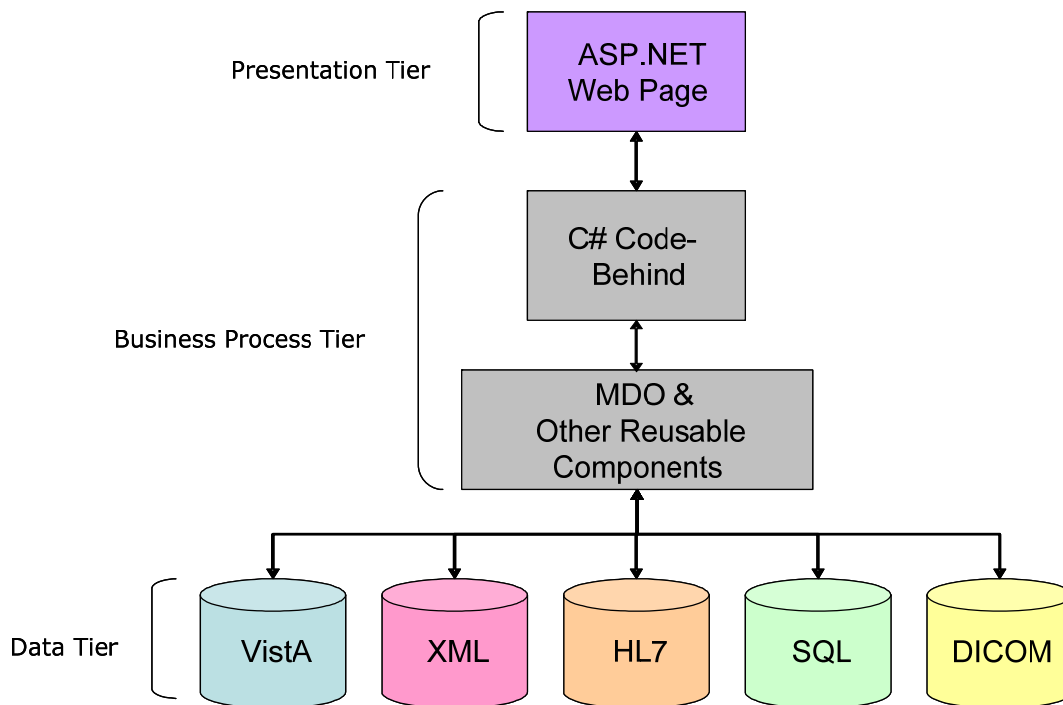 Presentation Tier
ASP.NET
Web Page
Business Process Tier
C# Code-
Behind
MDO &
Other Reusable
Components
Data Tier
VistA
XML
HL7
SQL
DICOM